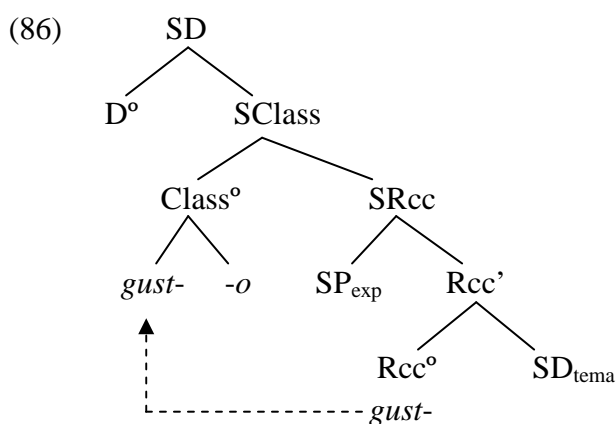 (86) SD
Dº SClass
Classº SRcc
gust- -o SPexp Rcc’
Rccº SDtema
gust-